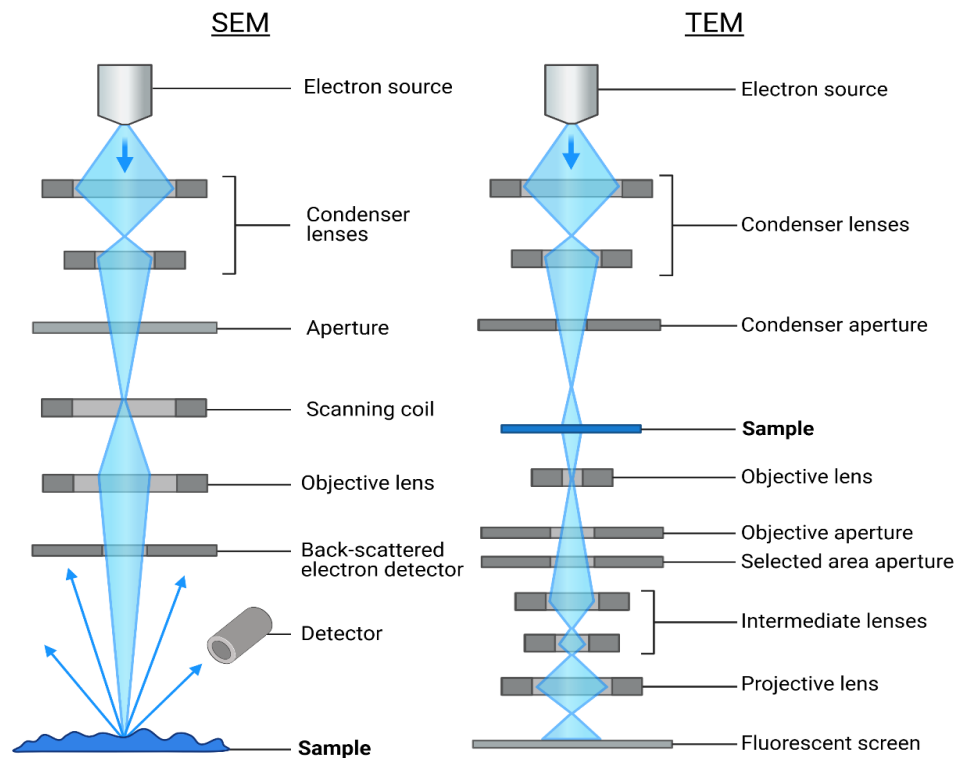 SEM
Electron source
Condenser
lenses
Aperture
Scanning coil
Objective lens
Back-scattered
electron detector
Detector
Sample
TEM
Electron source
Condenser lenses
Condenser aperture
Sample
Objective lens
Objective aperture
Selected area aperture
Intermediate lenses
Projective lens
Fluorescent screen